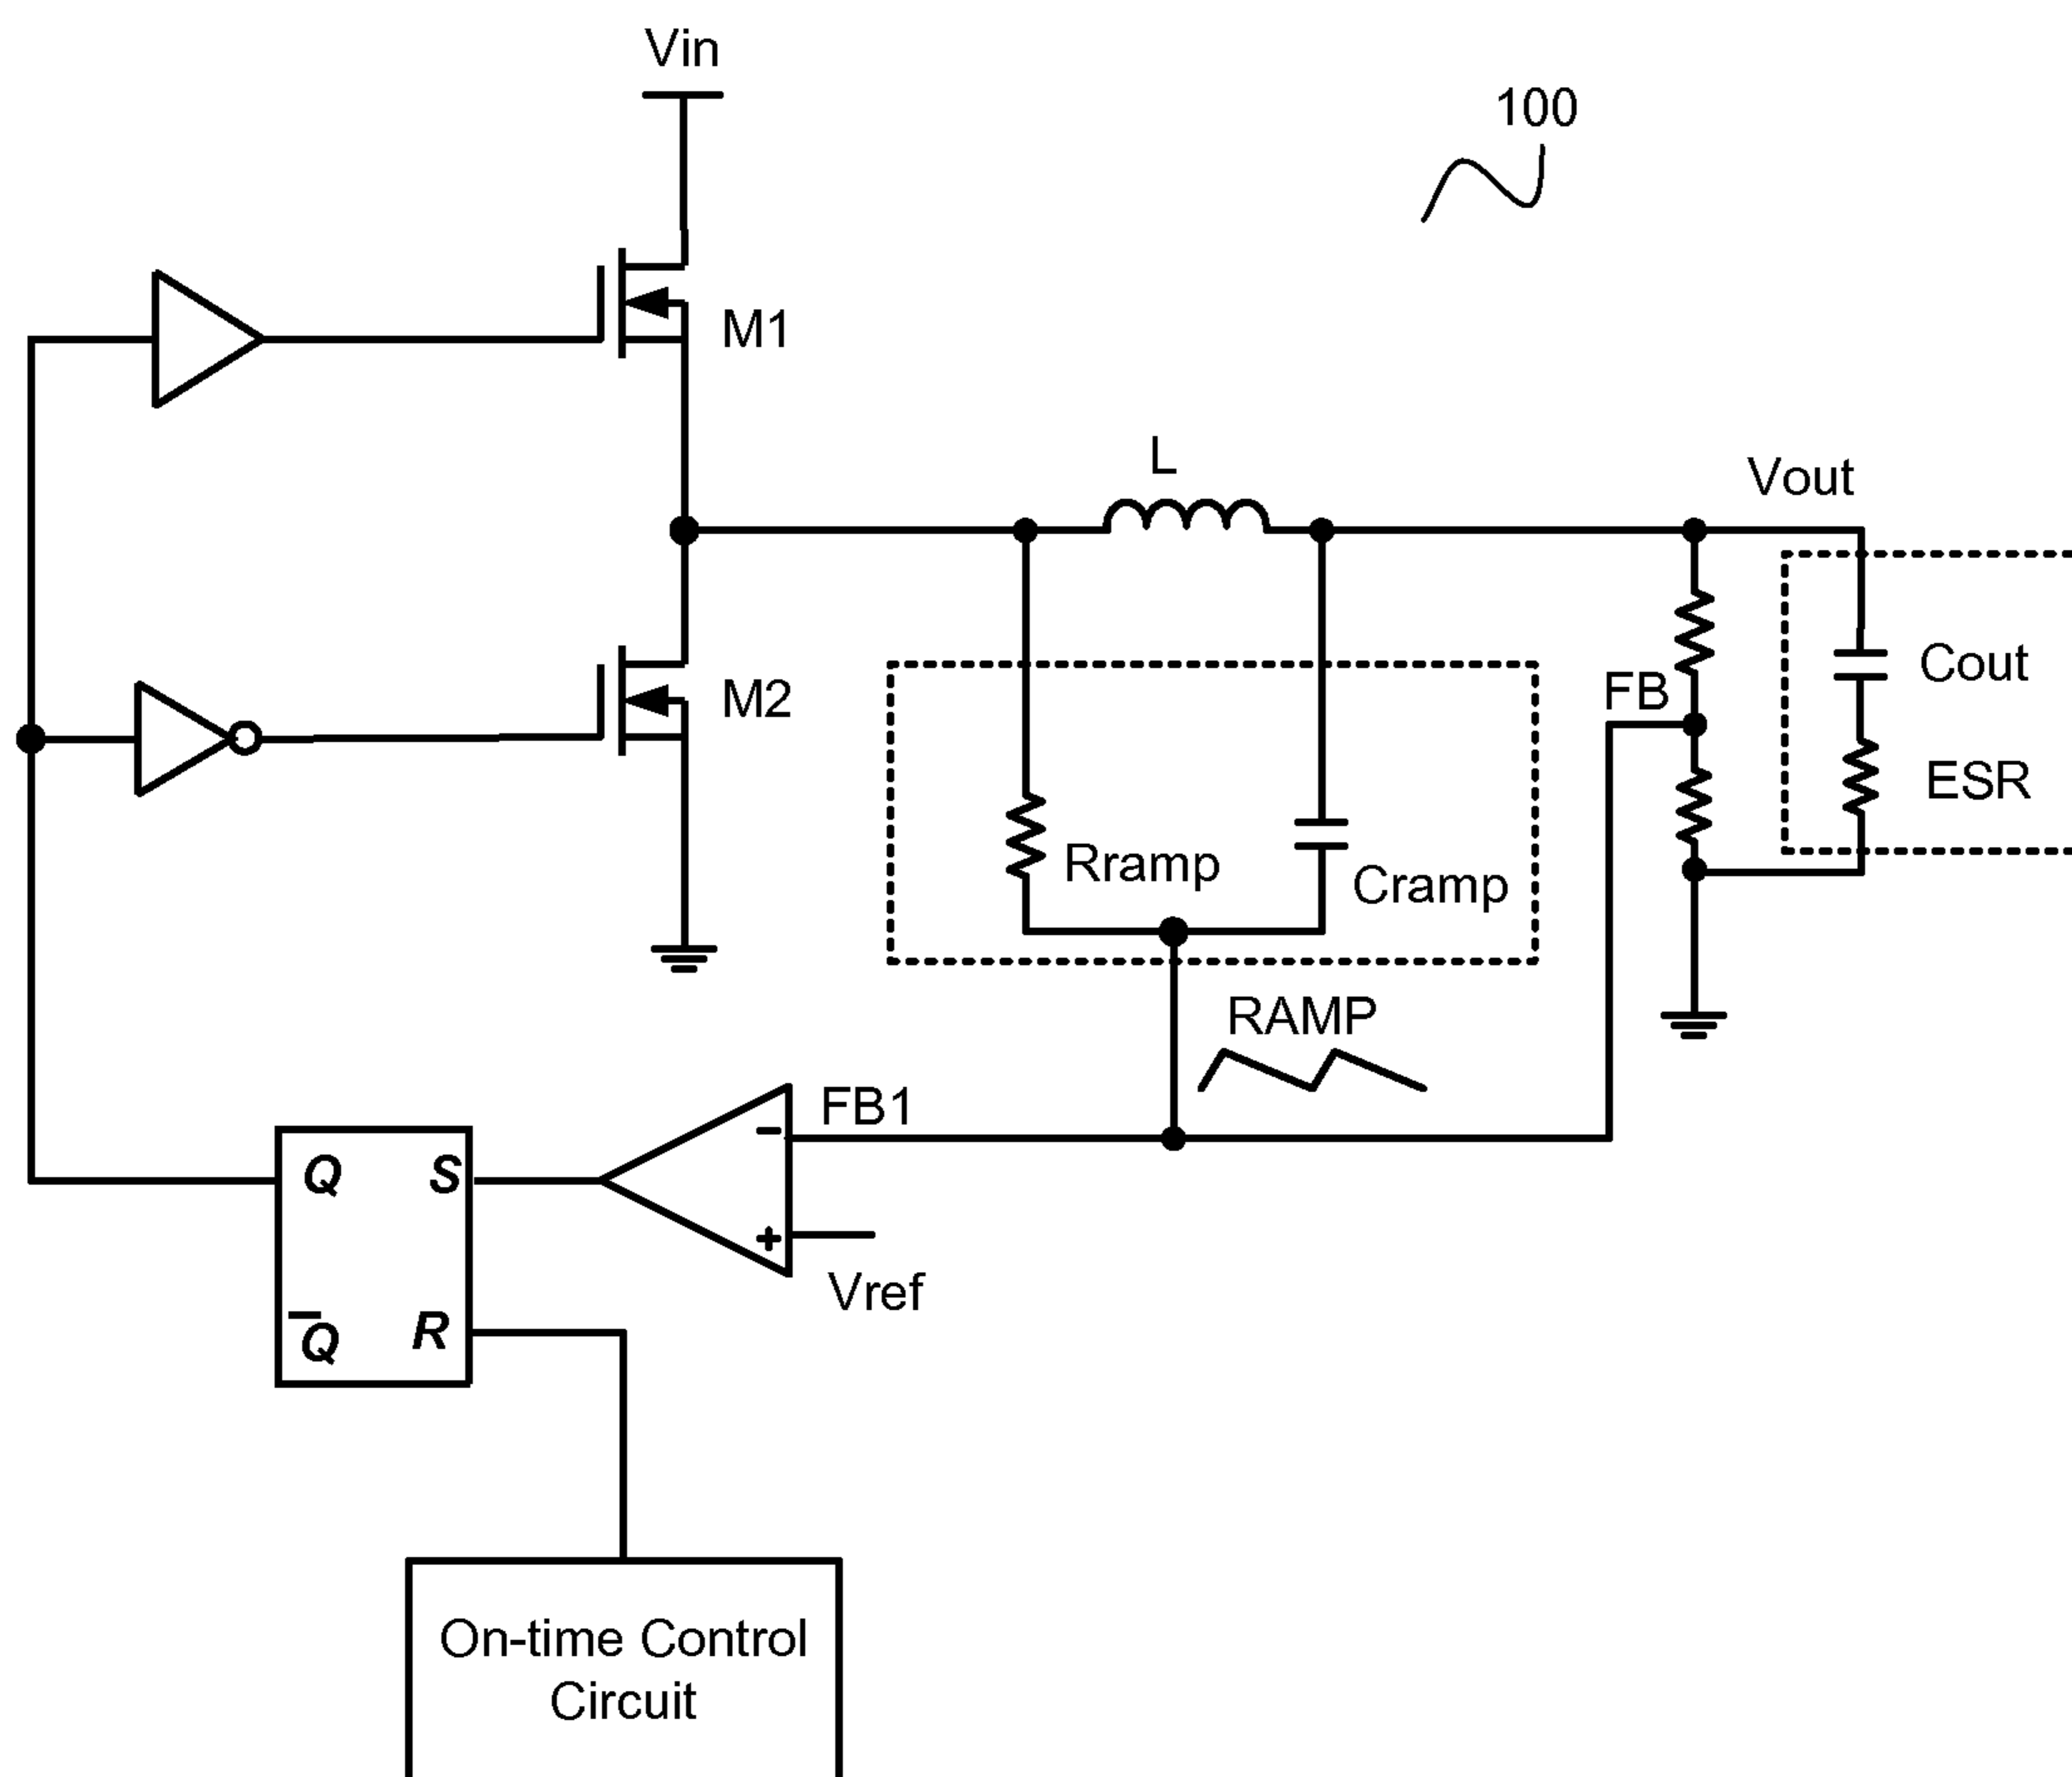 Vin
100
M1
L
Vout
M2
FB
Cout
ESR
Rramp
Cramp
RAMP
FB1
-
Q S
+
Vref
Q̅ R
On-time Control
Circuit